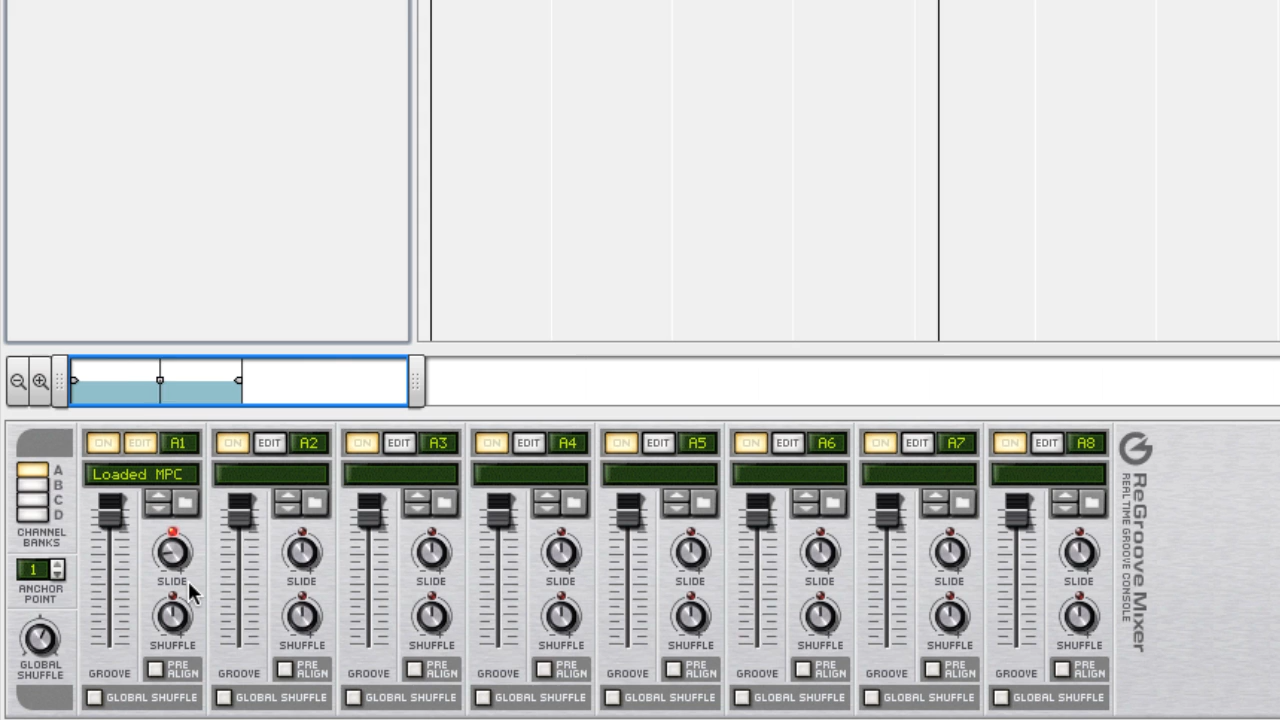 ON EDIT A1 ON EDIT A2 ON EDIT A3 ON EDIT A4 ON EDIT A5 ON EDIT A6 ON EDIT A7 ON EDIT A8
A
B
C
D
CHANNEL
BANKS
Loaded MPC
1
ANCHOR
POINT
SLIDE SLIDE SLIDE SLIDE SLIDE SLIDE SLIDE SLIDE
SHUFFLE SHUFFLE SHUFFLE SHUFFLE SHUFFLE SHUFFLE SHUFFLE SHUFFLE
GLOBAL
SHUFFLE
GROOVE PRE ALIGN GROOVE PRE ALIGN GROOVE PRE ALIGN GROOVE PRE ALIGN GROOVE PRE ALIGN GROOVE PRE ALIGN GROOVE PRE ALIGN GROOVE PRE ALIGN
GLOBAL SHUFFLE GLOBAL SHUFFLE GLOBAL SHUFFLE GLOBAL SHUFFLE GLOBAL SHUFFLE GLOBAL SHUFFLE GLOBAL SHUFFLE GLOBAL SHUFFLE
ReGroove Mixer
REAL TIME GROOVE CONSOLE